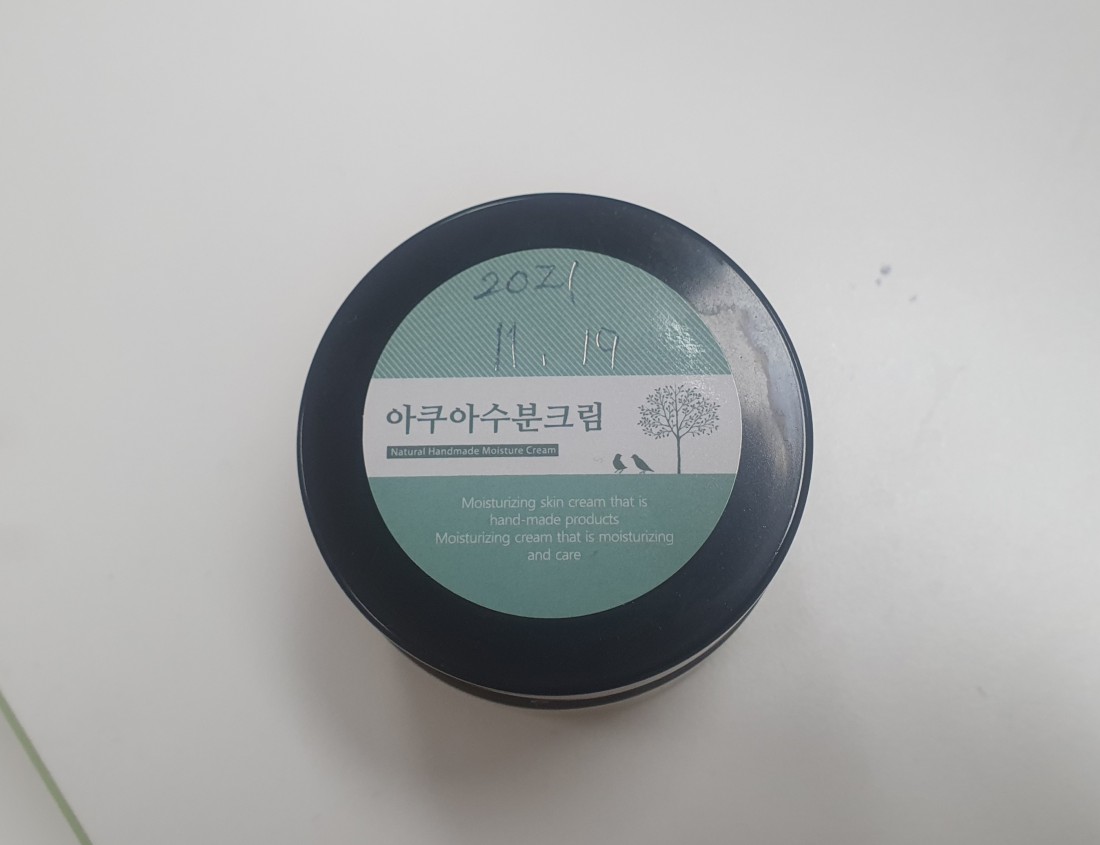 2021
11. 19
아쿠아수분크림
Natural Handmade Moisture Cream
Moisturizing skin cream that is
hand-made products
Moisturizing cream that is moisturizing
and care